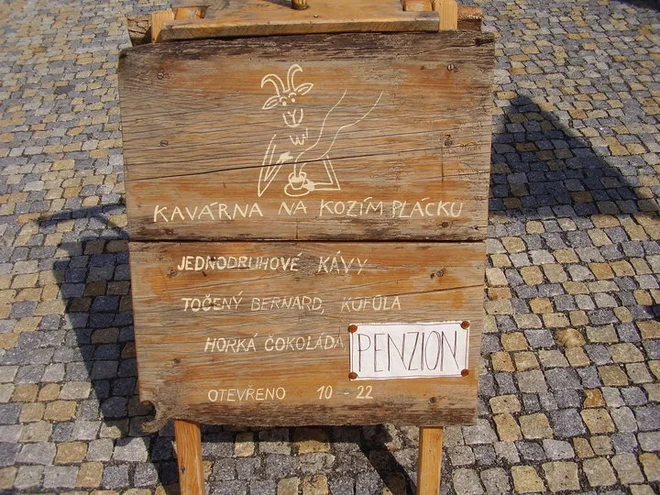 KAVÁRNA NA KOZÍM PLÁCKU
JEDNODRUHOVÉ KÁVY
TOČENÝ BERNARD, KOFOLA
HORKÁ ČOKOLÁDA
PENZION
OTEVŘENO 10 - 22